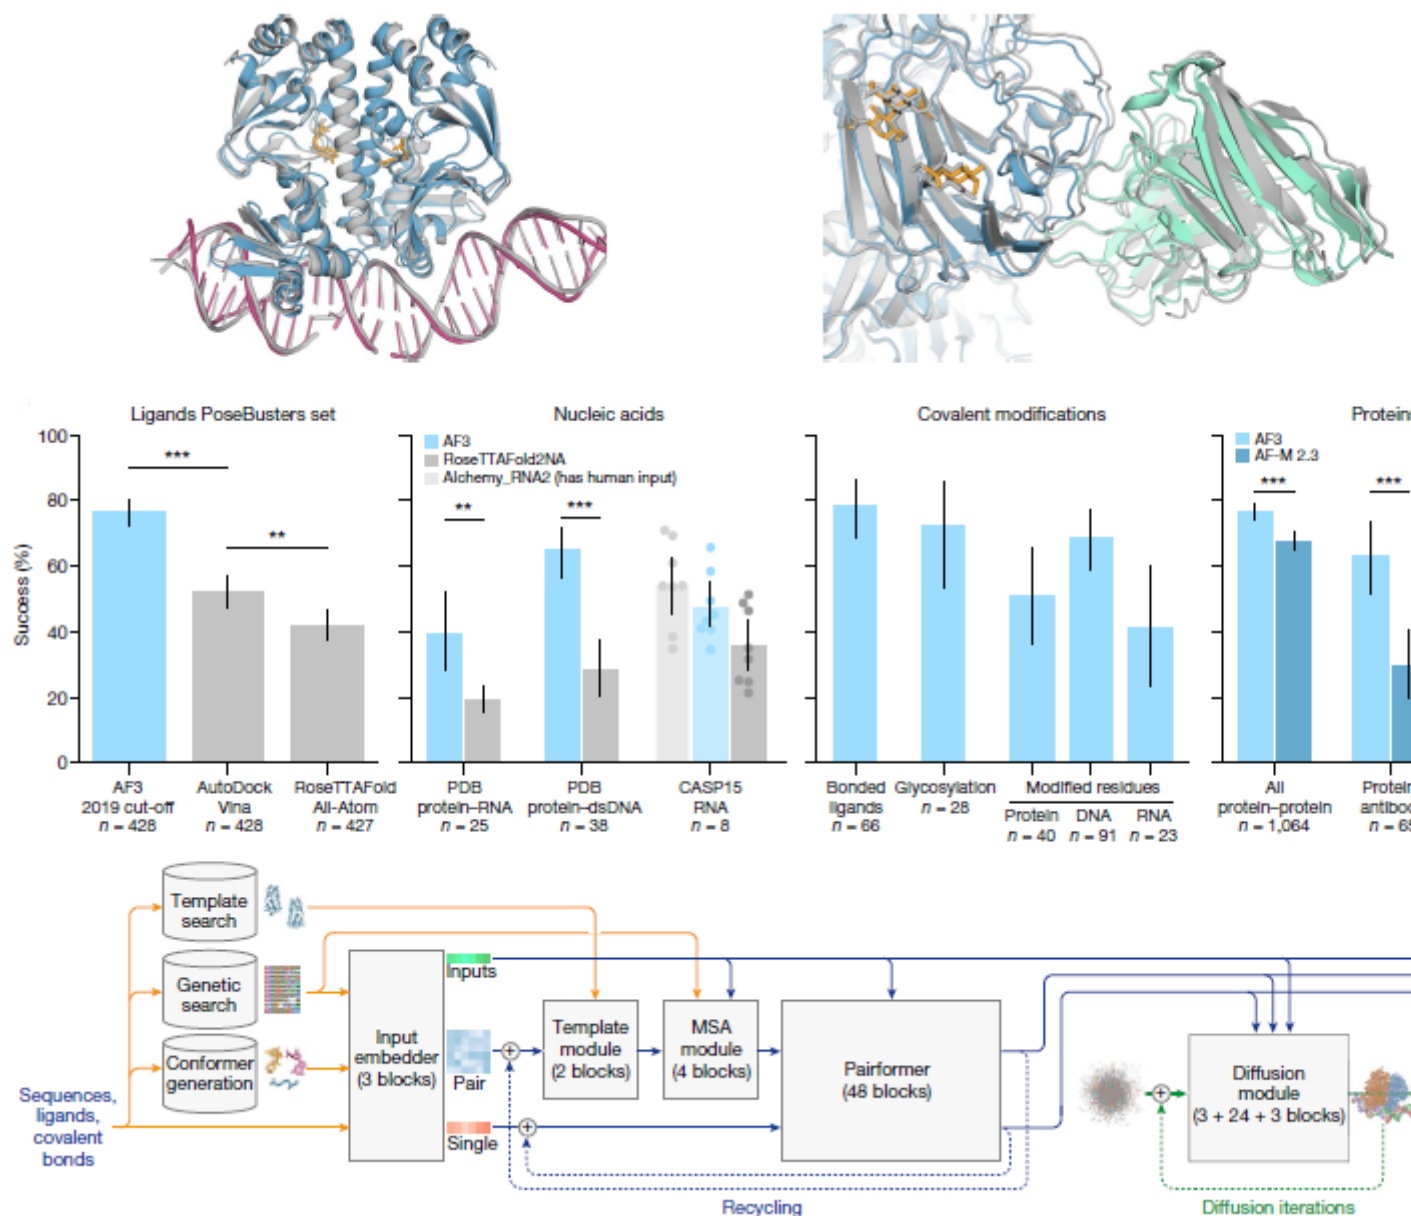 Ligands PoseBusters set
Nucleic acids
Covalent modifications
Proteins
Success (%)
100
80
60
40
20
0
***
**
AF3
2019 cut-off
n = 428
AutoDock
Vina
n = 428
RoseTTAFold
All-Atom
n = 427
AF3
RoseTTAFold2NA
Alchemy_RNA2 (has human input)
**
***
PDB
protein–RNA
n = 25
PDB
protein–dsDNA
n = 38
CASP15
RNA
n = 8
Bonded
ligands
n = 66
Glycosylation
n = 28
Modified residues
Protein
n = 40
DNA
n = 91
RNA
n = 23
AF3
AF-M 2.3
***
***
All
protein–protein
n = 1,064
Protein
antibod
n = 65
Template
search
Genetic
search
Conformer
generation
Sequences,
ligands,
covalent
bonds
Input
embedder
(3 blocks)
Inputs
Pair
Single
Template
module
(2 blocks)
MSA
module
(4 blocks)
Pairformer
(48 blocks)
Diffusion
module
(3 + 24 + 3 blocks)
Recycling
Diffusion iterations